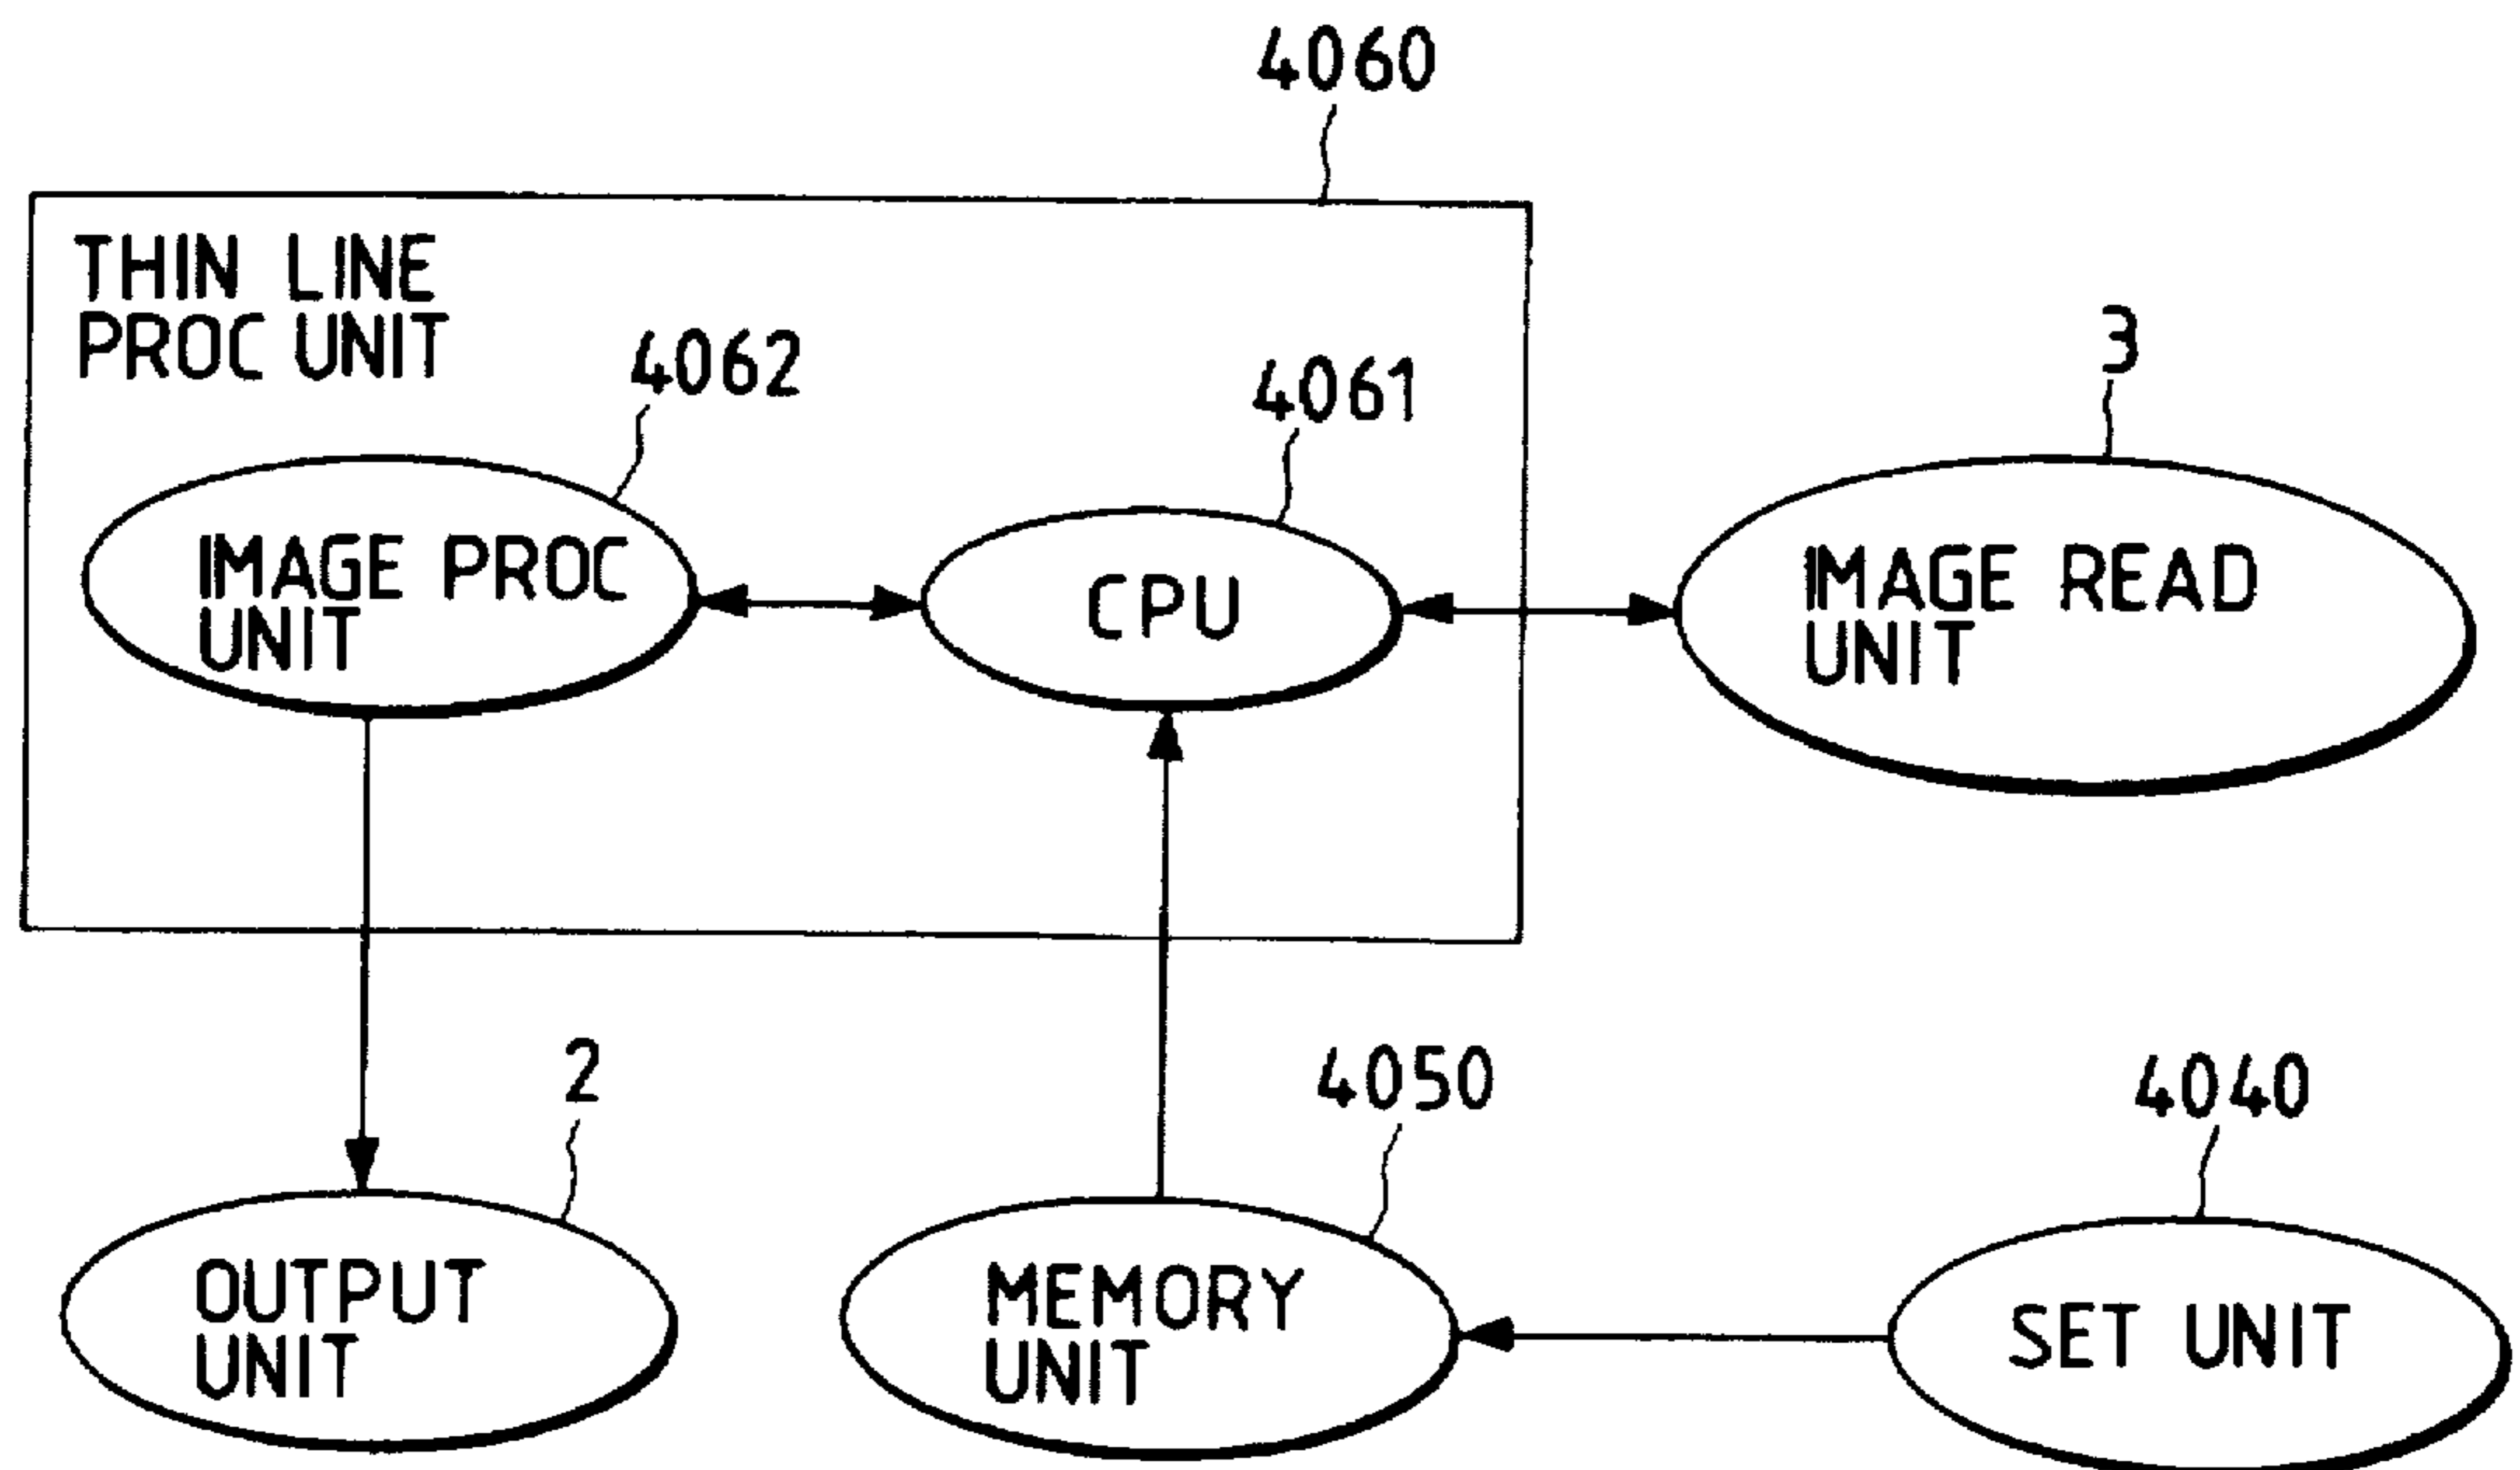 4060
THIN LINE
PROC UNIT
4062
4061
3
IMAGE PROC
UNIT
CPU
IMAGE READ
UNIT
2
4050
4040
OUTPUT
UNIT
MEMORY
UNIT
SET UNIT